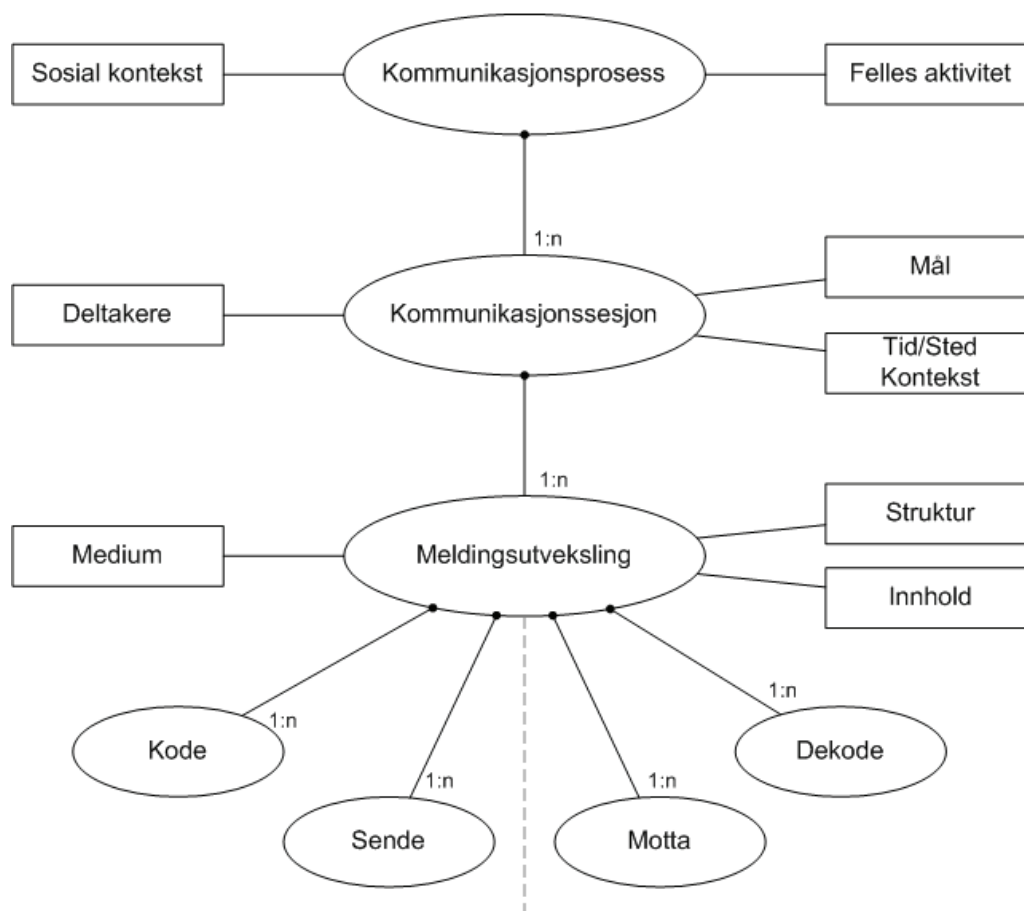 Sosial kontekst
Kommunikasjonsprosess
Felles aktivitet
1:n
Deltakere
Kommunikasjonssesjon
Mål
Tid/Sted
Kontekst
1:n
Medium
Meldingsutveksling
Struktur
Innhold
1:n
1:n
1:n
1:n
Kode
Sende
Motta
Dekode